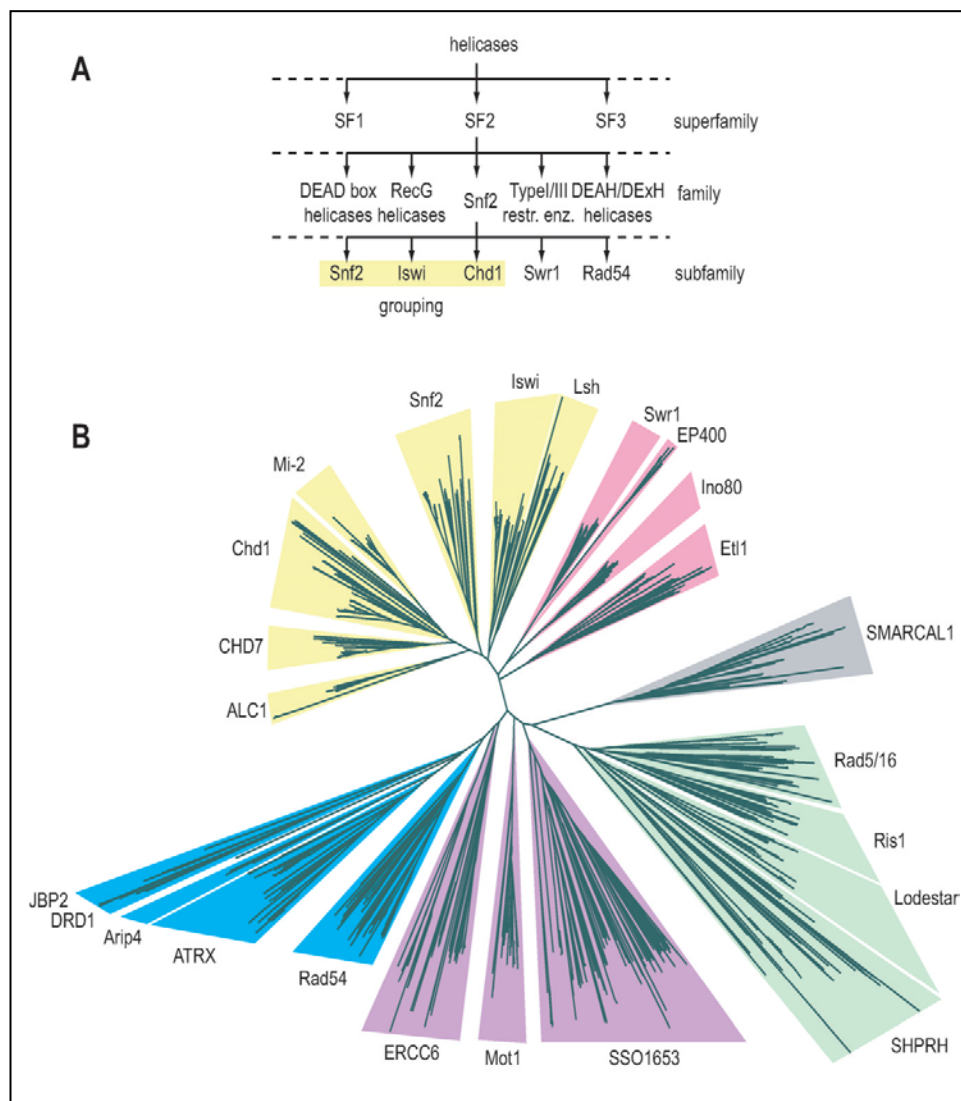 A
helicases
SF1 SF2 SF3 superfamily
DEAD box RecG Snf2 TypeI/III DEAH/DExH family
helicases helicases restr. enz. helicases
Snf2 Iswi Chd1 Swr1 Rad54 subfamily
grouping
B
Iswi
Lsh
Snf2
Swr1
EP400
Mi-2
Ino80
Chd1
Etl1
SMARCAL1
CHD7
ALC1
Rad5/16
Ris1
Lodestar
JBP2
DRD1
Arip4
ATRX
Rad54
ERCC6
Mot1
SSO1653
SHPRH